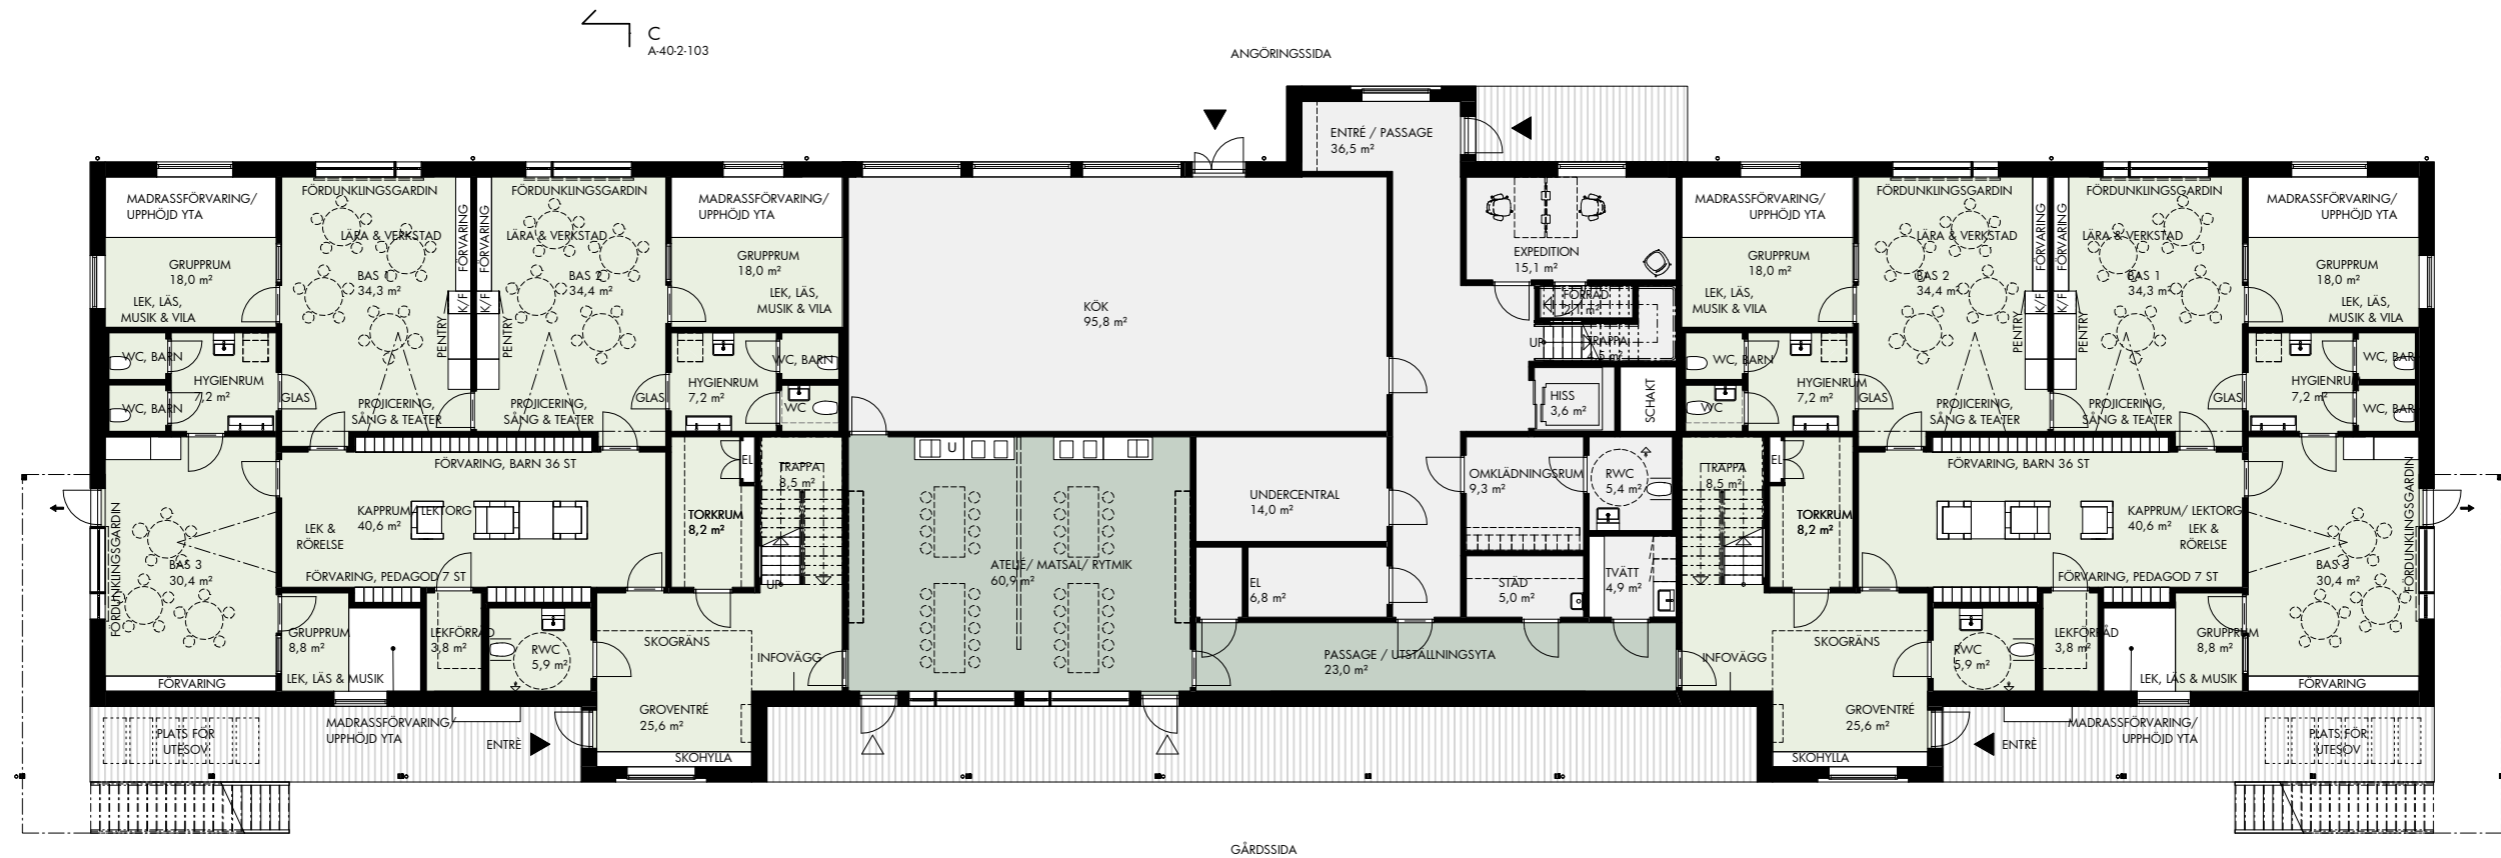 C
A-40-2-103
ANGÖRINGSSIDA
ENTRÉ / PASSAGE
36,5 m²
MADRASSFÖRVARING/
UPPHÖJD YTA
GRUPPRUM
18,0 m²
LEK, LÄS,
MUSIK & VILA
FÖRDUNKLINGSGARDIN
LÄRA & VERKSTAD
BAS 1
34,3 m²
FÖRVARING
K/F
PENTRY
PROJICERING,
SÅNG & TEATER
FÖRDUNKLINGSGARDIN
LÄRA & VERKSTAD
BAS 2
34,4 m²
FÖRVARING
K/F
PENTRY
PROJICERING,
SÅNG & TEATER
MADRASSFÖRVARING/
UPPHÖJD YTA
GRUPPRUM
18,0 m²
LEK, LÄS,
MUSIK & VILA
WC, BARN
WC, BARN
HYGIENRUM
7,2 m²
GLAS
GLAS
HYGIENRUM
7,2 m²
WC, BARN
WC
KÖK
95,8 m²
EXPEDITION
15,1 m²
FÖRRÅD
UP
TRAPPA
4,5 m²
HISS
3,6 m²
SCHAKT
MADRASSFÖRVARING/
UPPHÖJD YTA
GRUPPRUM
18,0 m²
LEK, LÄS,
MUSIK & VILA
WC, BARN
WC
HYGIENRUM
7,2 m²
GLAS
FÖRDUNKLINGSGARDIN
LÄRA & VERKSTAD
BAS 2
34,4 m²
FÖRVARING
K/F
PENTRY
PROJICERING,
SÅNG & TEATER
FÖRDUNKLINGSGARDIN
LÄRA & VERKSTAD
BAS 1
34,3 m²
FÖRVARING
K/F
PENTRY
PROJICERING,
SÅNG & TEATER
MADRASSFÖRVARING/
UPPHÖJD YTA
GRUPPRUM
18,0 m²
LEK, LÄS,
MUSIK & VILA
GLAS
HYGIENRUM
7,2 m²
WC, BAR
WC, BAR
FÖRDUNKLINGSGARDIN
BAS 3
30,4 m²
FÖRVARING
FÖRVARING, BARN 36 ST
KAPPRUM/ LEKTORG
40,6 m²
LEK &
RÖRELSE
FÖRVARING, PEDAGOD 7 ST
GRUPPRUM
8,8 m²
LEK, LÄS & MUSIK
LEKFÖRRÅD
3,8 m²
RWC
5,9 m²
TORKRUM
8,2 m²
EL
TRAPPA
8,5 m²
UP
SKOGRÄNS
INFOVÄGG
GROVENTRÉ
25,6 m²
SKOHYLLA
U
ATELJÉ/ MATSAL/ RYTMIK
60,9 m²
UNDERCENTRAL
14,0 m²
EL
6,8 m²
OMKLÄDNINGSRUM
9,3 m²
RWC
5,4 m²
STÄD
5,0 m²
TVÄTT
4,9 m²
PASSAGE / UTSTÄLLNINGSYTA
23,0 m²
TRAPPA
8,5 m²
EL
TORKRUM
8,2 m²
INFOVÄGG
SKOGRÄNS
GROVENTRÉ
25,6 m²
SKOHYLLA
FÖRVARING, BARN 36 ST
KAPPRUM/ LEKTORG
40,6 m²
LEK &
RÖRELSE
FÖRVARING, PEDAGOD 7 ST
RWC
5,9 m²
LEKFÖRRÅD
3,8 m²
GRUPPRUM
8,8 m²
LEK, LÄS & MUSIK
BAS 3
30,4 m²
FÖRDUNKLINGSGARDIN
FÖRVARING
PLATS FÖR
UTESOV
MADRASSFÖRVARING/
UPPHÖJD YTA
ENTRÈ
ENTRÈ
MADRASSFÖRVARING/
UPPHÖJD YTA
PLATS FÖR
UTESOV
GÅRDSSIDA